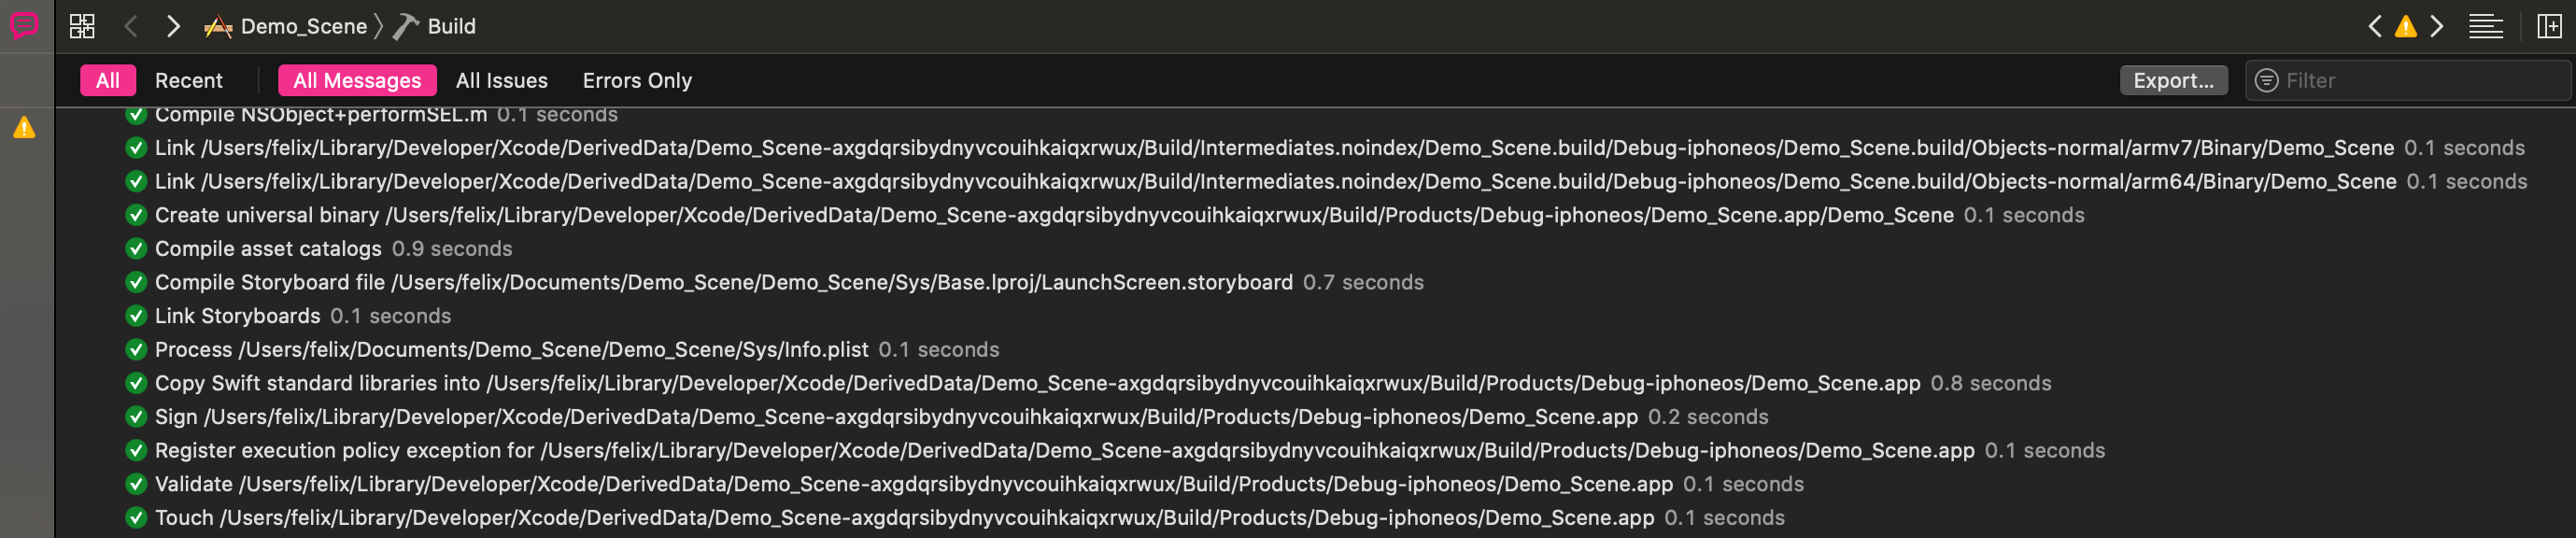 Demo_Scene Build
All Recent All Messages All Issues Errors Only Export... Filter
Compile NSObject+performSEL.m 0.1 seconds
Link /Users/felix/Library/Developer/Xcode/DerivedData/Demo_Scene-axgdqrsibydnyvcouihkaiqxrwux/Build/Intermediates.noindex/Demo_Scene.build/Debug-iphoneos/Demo_Scene.build/Objects-normal/armv7/Binary/Demo_Scene 0.1 seconds
Link /Users/felix/Library/Developer/Xcode/DerivedData/Demo_Scene-axgdqrsibydnyvcouihkaiqxrwux/Build/Intermediates.noindex/Demo_Scene.build/Debug-iphoneos/Demo_Scene.build/Objects-normal/arm64/Binary/Demo_Scene 0.1 seconds
Create universal binary /Users/felix/Library/Developer/Xcode/DerivedData/Demo_Scene-axgdqrsibydnyvcouihkaiqxrwux/Build/Products/Debug-iphoneos/Demo_Scene.app/Demo_Scene 0.1 seconds
Compile asset catalogs 0.9 seconds
Compile Storyboard file /Users/felix/Documents/Demo_Scene/Demo_Scene/Sys/Base.lproj/LaunchScreen.storyboard 0.7 seconds
Link Storyboards 0.1 seconds
Process /Users/felix/Documents/Demo_Scene/Demo_Scene/Sys/Info.plist 0.1 seconds
Copy Swift standard libraries into /Users/felix/Library/Developer/Xcode/DerivedData/Demo_Scene-axgdqrsibydnyvcouihkaiqxrwux/Build/Products/Debug-iphoneos/Demo_Scene.app 0.8 seconds
Sign /Users/felix/Library/Developer/Xcode/DerivedData/Demo_Scene-axgdqrsibydnyvcouihkaiqxrwux/Build/Products/Debug-iphoneos/Demo_Scene.app 0.2 seconds
Register execution policy exception for /Users/felix/Library/Developer/Xcode/DerivedData/Demo_Scene-axgdqrsibydnyvcouihkaiqxrwux/Build/Products/Debug-iphoneos/Demo_Scene.app 0.1 seconds
Validate /Users/felix/Library/Developer/Xcode/DerivedData/Demo_Scene-axgdqrsibydnyvcouihkaiqxrwux/Build/Products/Debug-iphoneos/Demo_Scene.app 0.1 seconds
Touch /Users/felix/Library/Developer/Xcode/DerivedData/Demo_Scene-axgdqrsibydnyvcouihkaiqxrwux/Build/Products/Debug-iphoneos/Demo_Scene.app 0.1 seconds